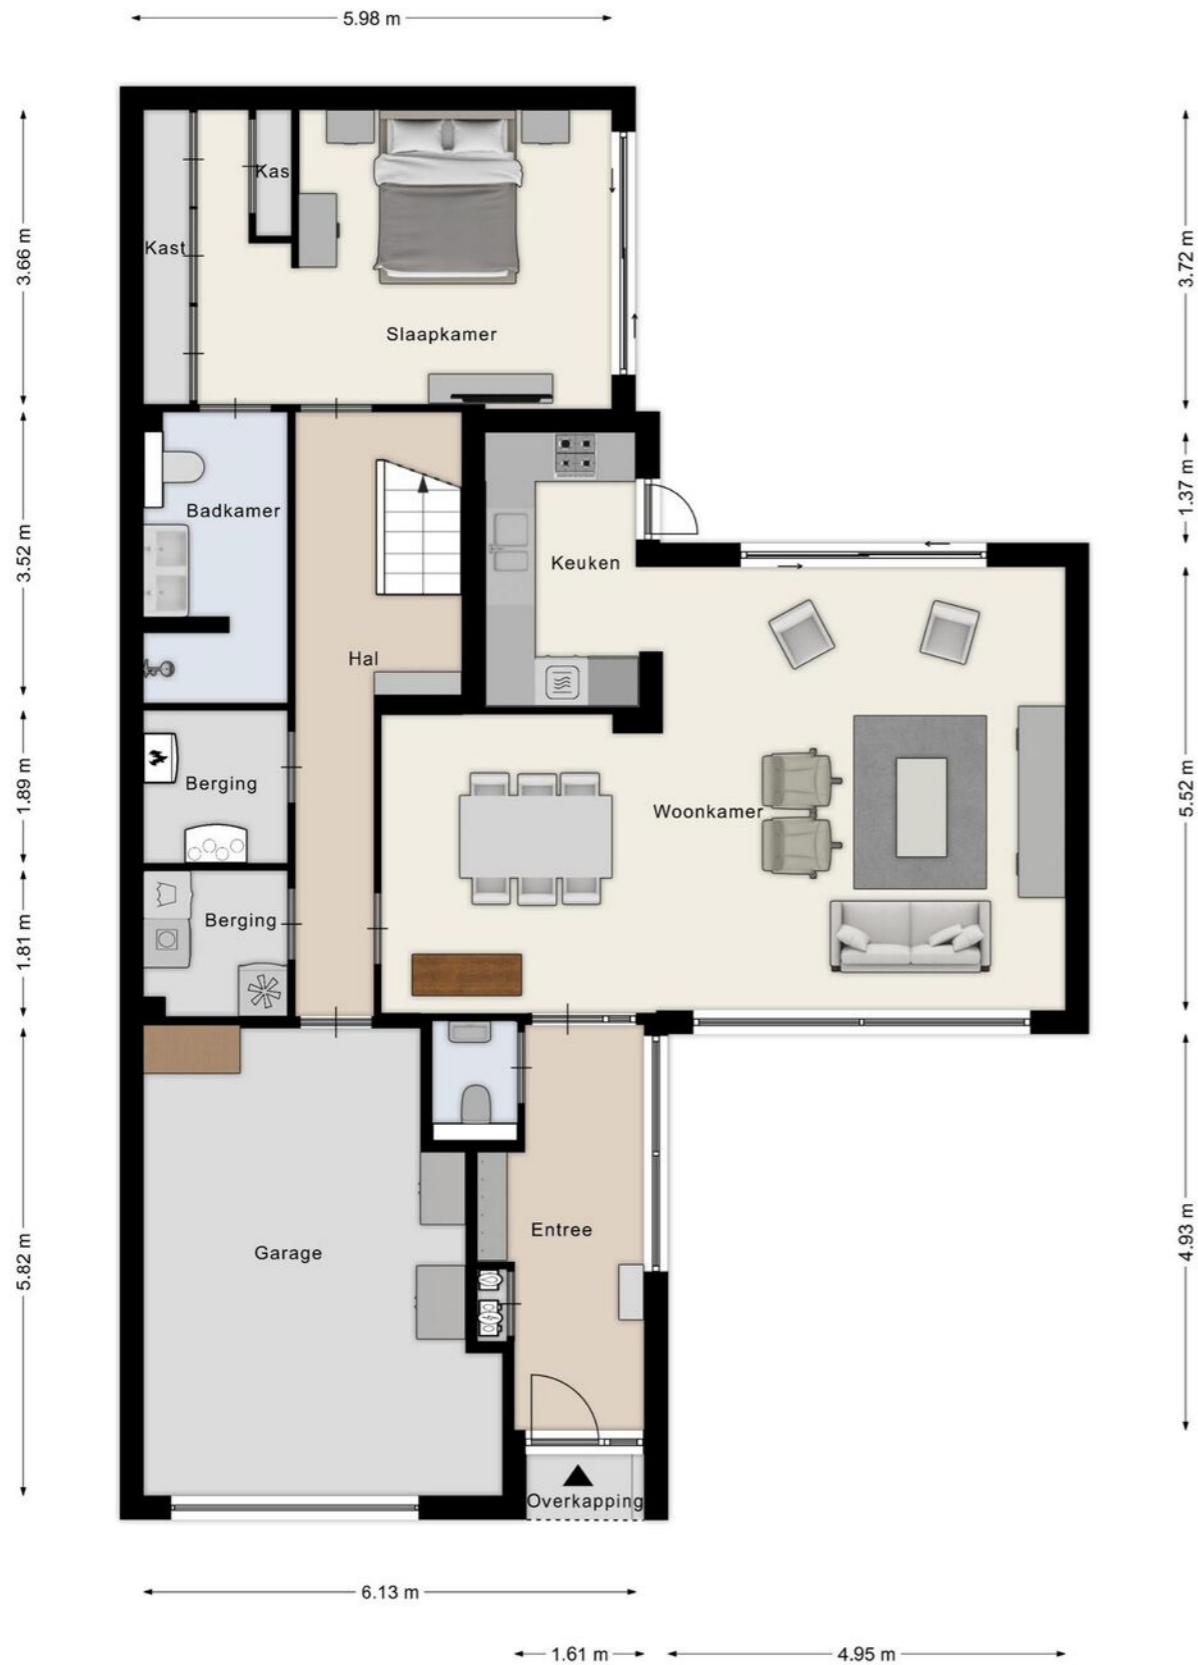 5.98 m
3.66 m
3.72 m
Kas
Kast
Slaapkamer
1.37 m
Badkamer
3.52 m
Keuken
Hal
Berging
1.89 m
Woonkamer
5.52 m
Berging
1.81 m
Entree
Garage
5.82 m
4.93 m
Overkapping
6.13 m
1.61 m
4.95 m